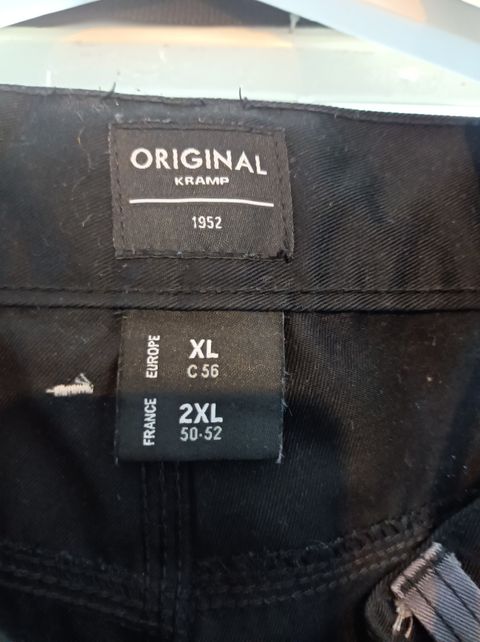 ORIGINAL
KRAMP
1952
EUROPE
XL
C 56
FRANCE
2XL
50-52